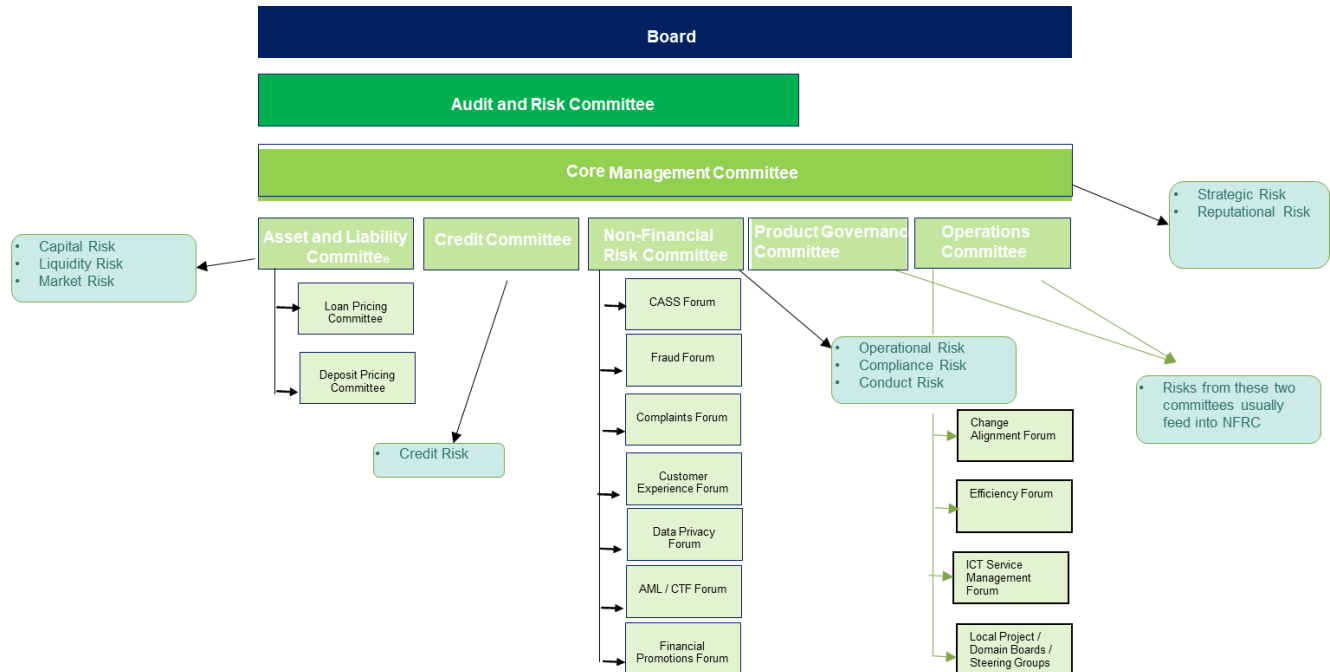 Board
Audit and Risk Committee
Core Management Committee
• Strategic Risk
• Reputational Risk
Asset and Liability
Committee
Credit Committee
Non-Financial
Risk Committee
Product Governanc
Committee
Operations
Committee
• Capital Risk
• Liquidity Risk
• Market Risk
Loan Pricing
Committee
Deposit Pricing
Committee
• Credit Risk
CASS Forum
Fraud Forum
Complaints Forum
Customer
Experience Forum
Data Privacy
Forum
AML / CTF Forum
Financial
Promotions Forum
• Operational Risk
• Compliance Risk
• Conduct Risk
• Risks from these two
committees usually
feed into NFRC
Change
Alignment Forum
Efficiency Forum
ICT Service
Management
Forum
Local Project /
Domain Boards /
Steering Groups